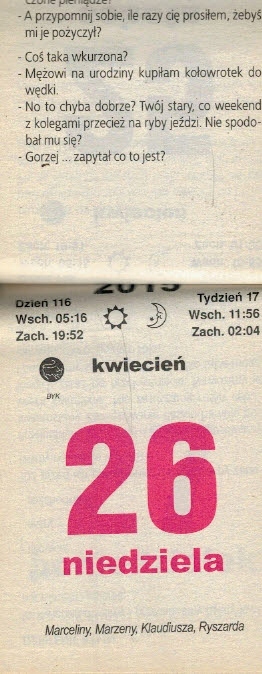 - A przypomnij sobie, ile razy cię prosiłem, żebyś
mi je pożyczył?
- Coś taka wkurzona?
- Mężowi na urodziny kupiłam kołowrotek do
wędki.
- No to chyba dobrze? Twój stary, co weekend
z kolegami przecież na ryby jeździ. Nie spodo-
bał mu się?
- Gorzej ... zapytał co to jest?
2015
Dzień 116
Wsch. 05:16
Zach. 19:52
Tydzień 17
Wsch. 11:56
Zach. 02:04
BYK
kwiecień
26
niedziela
Marceliny, Marzeny, Klaudiusza, Ryszarda